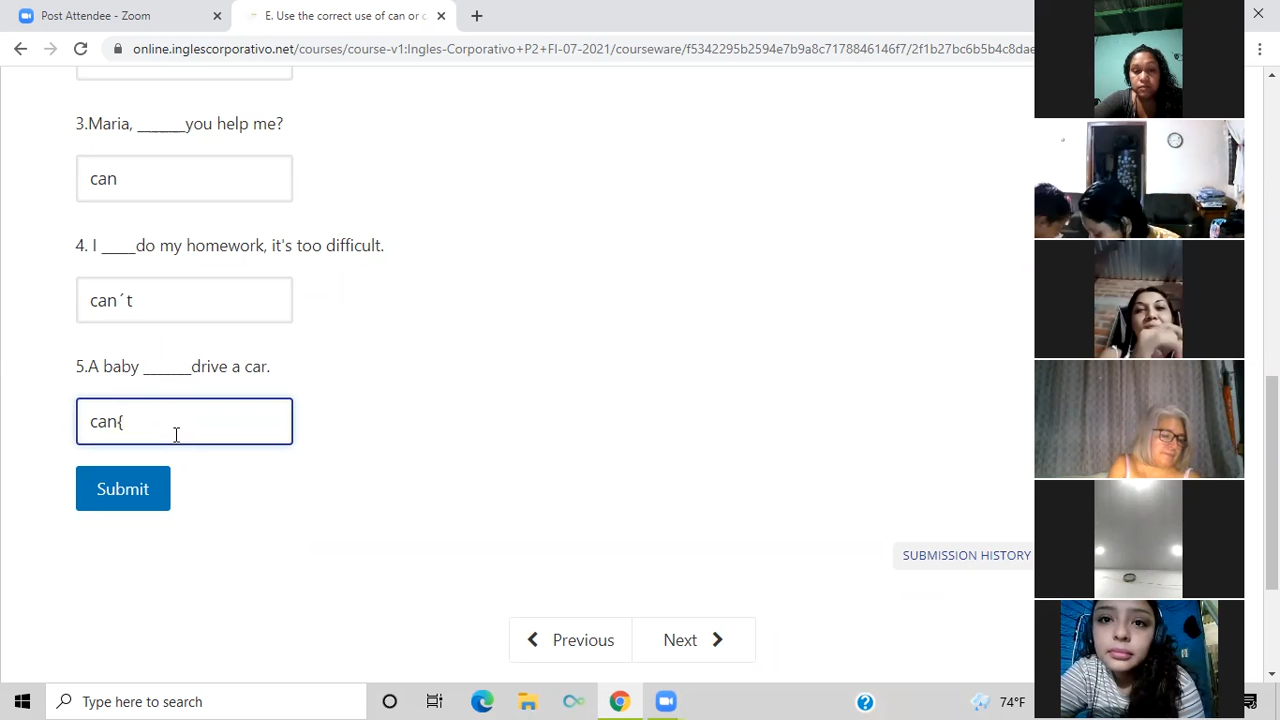 Post Attendee - Zoom
E. Use the correct use of can or c
online.inglescorporativo.net/courses/course-v1:Ingles-Corporativo+P2+FI-07-2021/courseware/f5342295b2594e7b9a8c7178846146f7/2f1b27bc6b5b4c8dae
3.Maria, ______you help me?
can
4. I ____do my homework, it's too difficult.
can´t
5.A baby ______drive a car.
can{
Submit
SUBMISSION HISTORY
Previous
Next
Type here to search
74°F